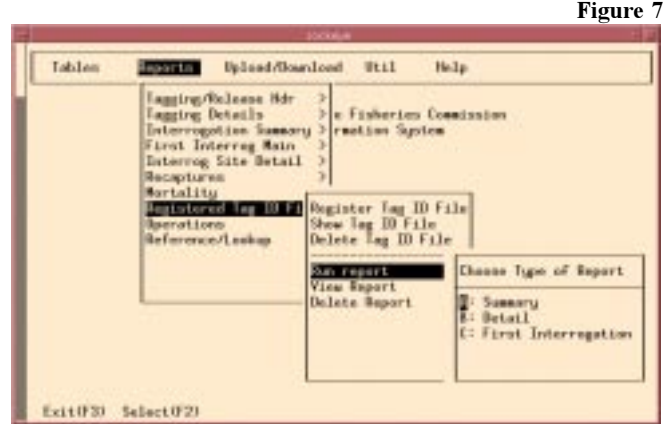 Figure 7
sockeye
Tables Reports Upload/Download Util Help
Tagging/Release Hdr >
Tagging Details > e Fisheries Commission
Interrogation Summary > rmation System
First Interrog Main >
Interrog Site Detail >
Recaptures >
Mortality
Registered Tag ID Fi
Operations
Reference/Lookup
Register Tag ID File
Show Tag ID File
Delete Tag ID File
Run report
View Report
Delete Report
Choose Type of Report
A: Summary
B: Detail
C: First Interrogation
Exit(F3) Select(F2)